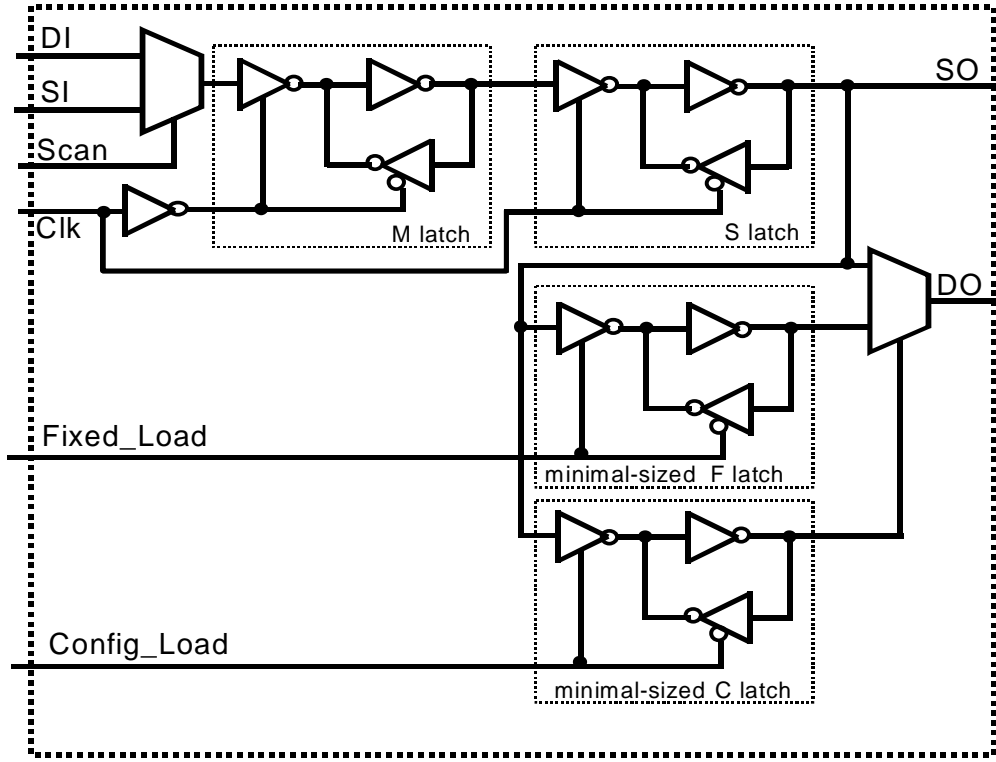 DI
SI
Scan
Clk
M latch
S latch
SO
DO
Fixed_Load
minimal-sized F latch
Config_Load
minimal-sized C latch